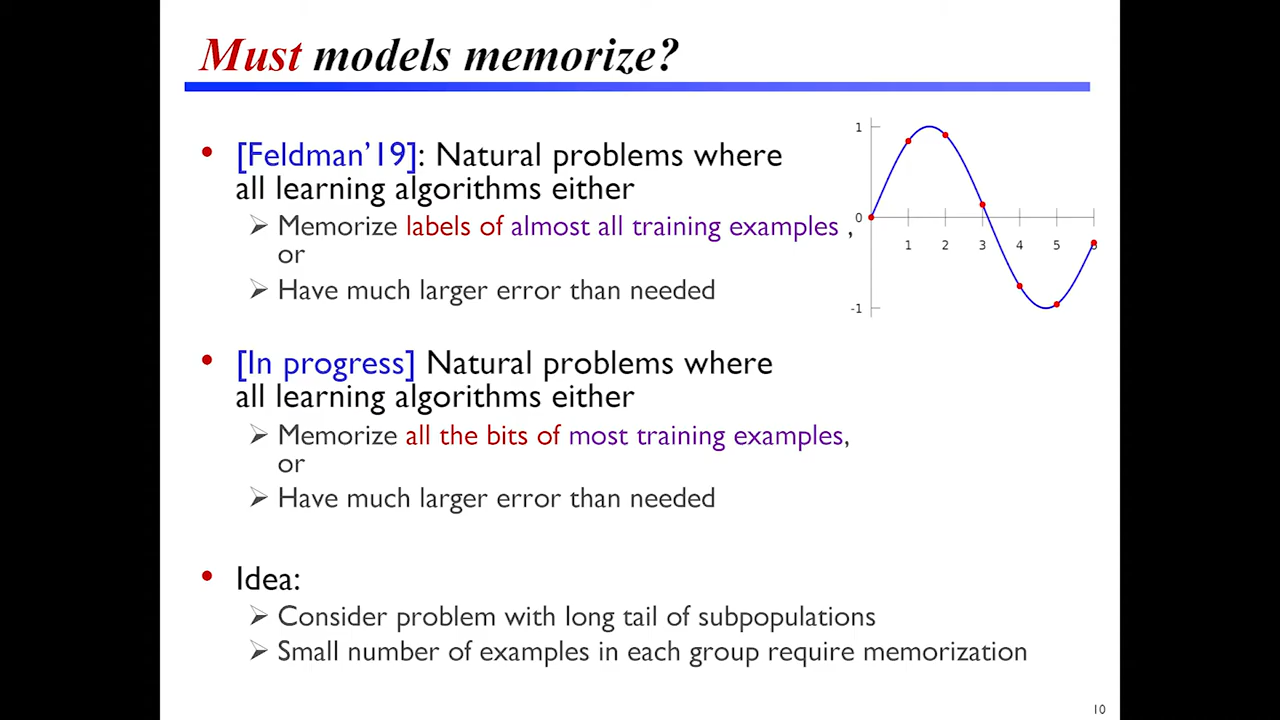 Must models memorize?
• [Feldman’19]: Natural problems where
all learning algorithms either
➢ Memorize labels of almost all training examples ,
or
➢ Have much larger error than needed
1
0
-1
1 2 3 4 5 6
• [In progress] Natural problems where
all learning algorithms either
➢ Memorize all the bits of most training examples,
or
➢ Have much larger error than needed
• Idea:
➢ Consider problem with long tail of subpopulations
➢ Small number of examples in each group require memorization
10